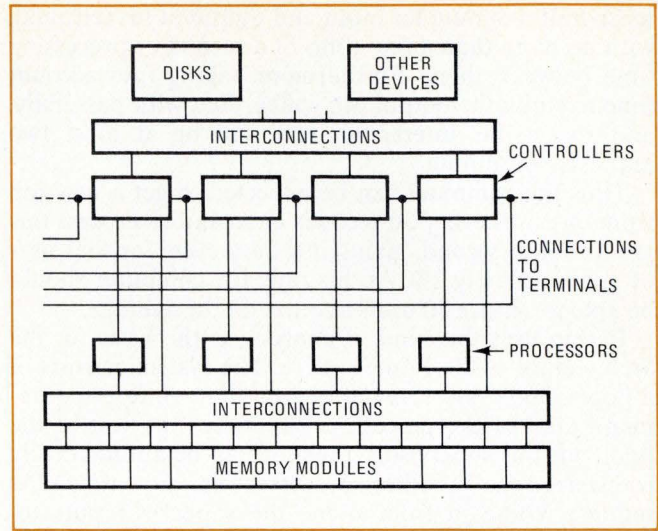 DISKS
OTHER
DEVICES
INTERCONNECTIONS
CONTROLLERS
CONNECTIONS
TO
TERMINALS
PROCESSORS
INTERCONNECTIONS
MEMORY MODULES